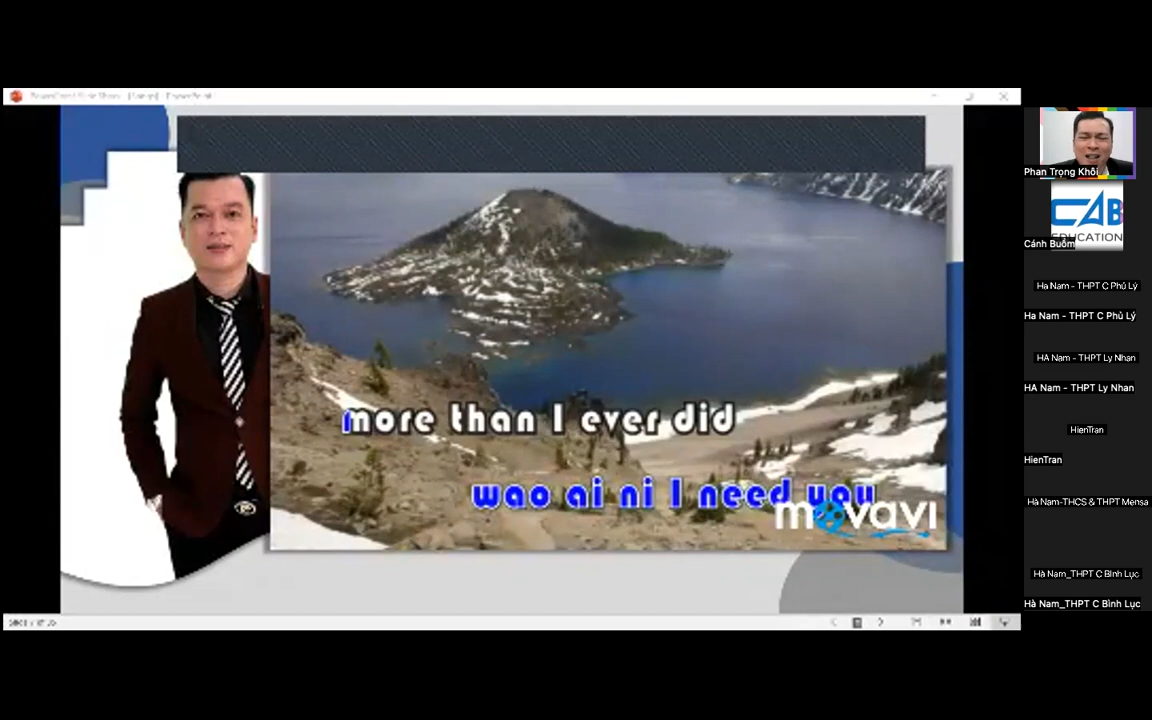 more than I ever did
wao ai ni I need you
movavi
Phan Trọng Khôi
CAB
EDUCATION
Cánh Buồm
Ha Nam - THPT C Phủ Lý
Ha Nam - THPT C Phủ Lý
HA Nam - THPT Ly Nhan
HA Nam - THPT Ly Nhan
HienTran
HienTran
Hà Nam-THCS & THPT Mensa
Hà Nam_THPT C Bình Lục
Hà Nam_THPT C Bình Lục